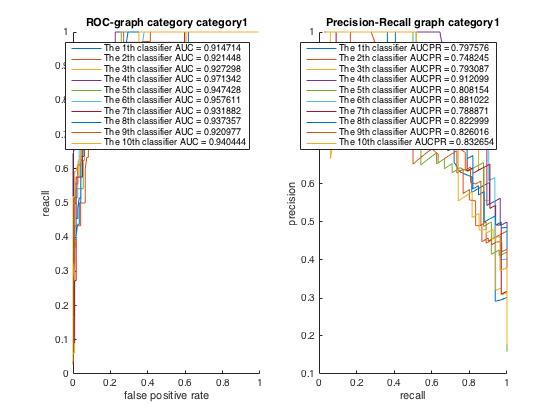 ROC-graph category category1
1
0.9
0.7
0.6
0.5
0.4
0.3
0.2
0.1
0
reacll
The 1th classifier AUC = 0.914714
The 2th classifier AUC = 0.921448
The 3th classifier AUC = 0.927298
The 4th classifier AUC = 0.971342
The 5th classifier AUC = 0.947428
The 6th classifier AUC = 0.957611
The 7th classifier AUC = 0.931882
The 8th classifier AUC = 0.937357
The 9th classifier AUC = 0.920977
The 10th classifier AUC = 0.940444
0 0.2 0.4 0.6 0.8 1
false positive rate
Precision-Recall graph category1
1
0.6
0.5
0.4
0.3
0.2
0.1
precision
The 1th classifier AUCPR = 0.797576
The 2th classifier AUCPR = 0.748245
The 3th classifier AUCPR = 0.793087
The 4th classifier AUCPR = 0.912099
The 5th classifier AUCPR = 0.808154
The 6th classifier AUCPR = 0.881022
The 7th classifier AUCPR = 0.788871
The 8th classifier AUCPR = 0.822999
The 9th classifier AUCPR = 0.826016
The 10th classifier AUCPR = 0.832654
0 0.2 0.4 0.6 0.8 1
recall